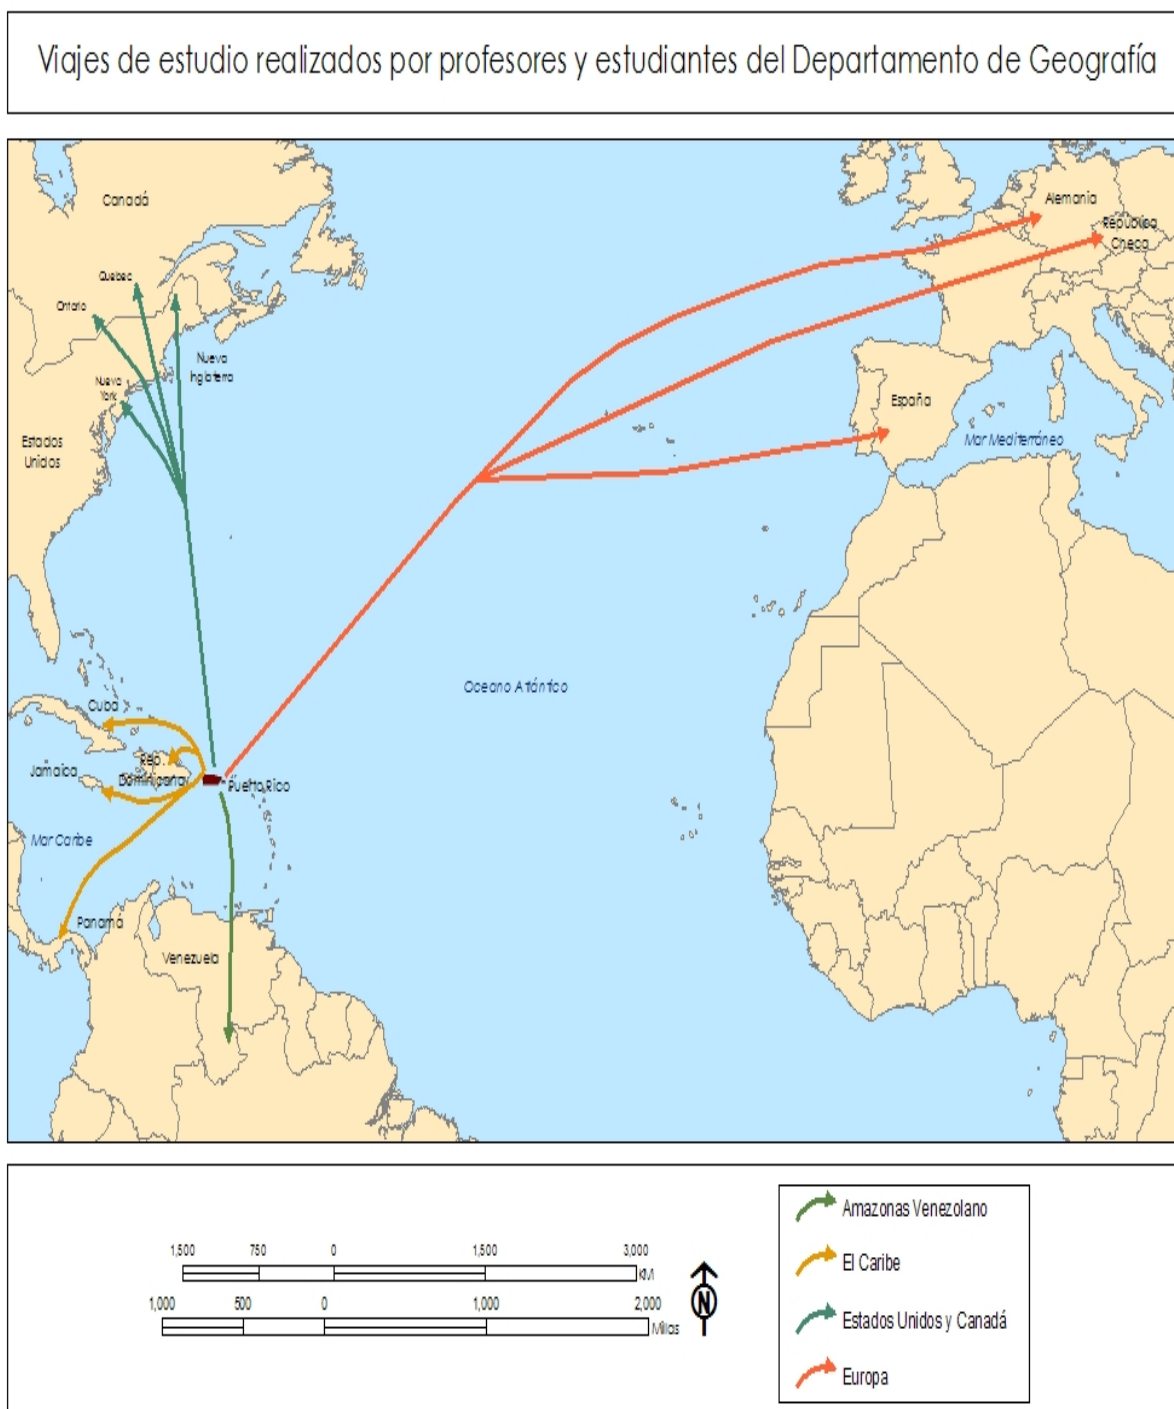 Viajes de estudio realizados por profesores y estudiantes del Departamento de Geografía
Canadá
Alemania
República
Checa
Quebec
Ontario
Nueva
Inglaterra
Nueva
York
España
Estados
Unidos
Mar Mediterráneo
Oceano Atlántico
Cuba
Rep.
Dominicana
Jamaica
Puerto Rico
Mar Caribe
Panamá
Venezuela
1,500 750 0 1,500 3,000
KM
1,000 500 0 1,000 2,000
Millas
N
Amazonas Venezolano
El Caribe
Estados Unidos y Canadá
Europa